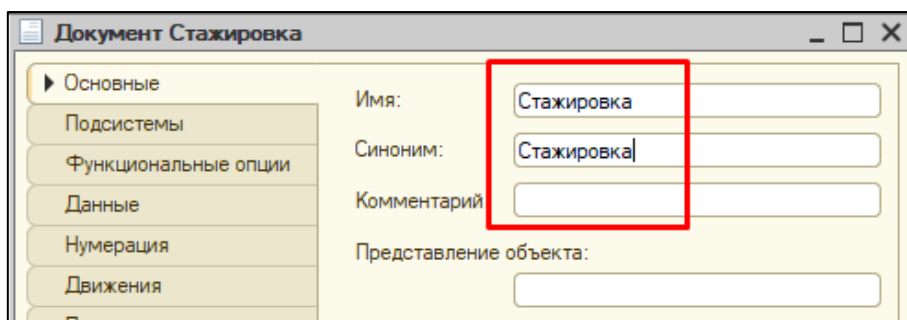 Документ Стажировка
Основные
Подсистемы
Функциональные опции
Данные
Нумерация
Движения
Имя: Стажировка
Синоним: Стажировка
Комментарий
Представление объекта: